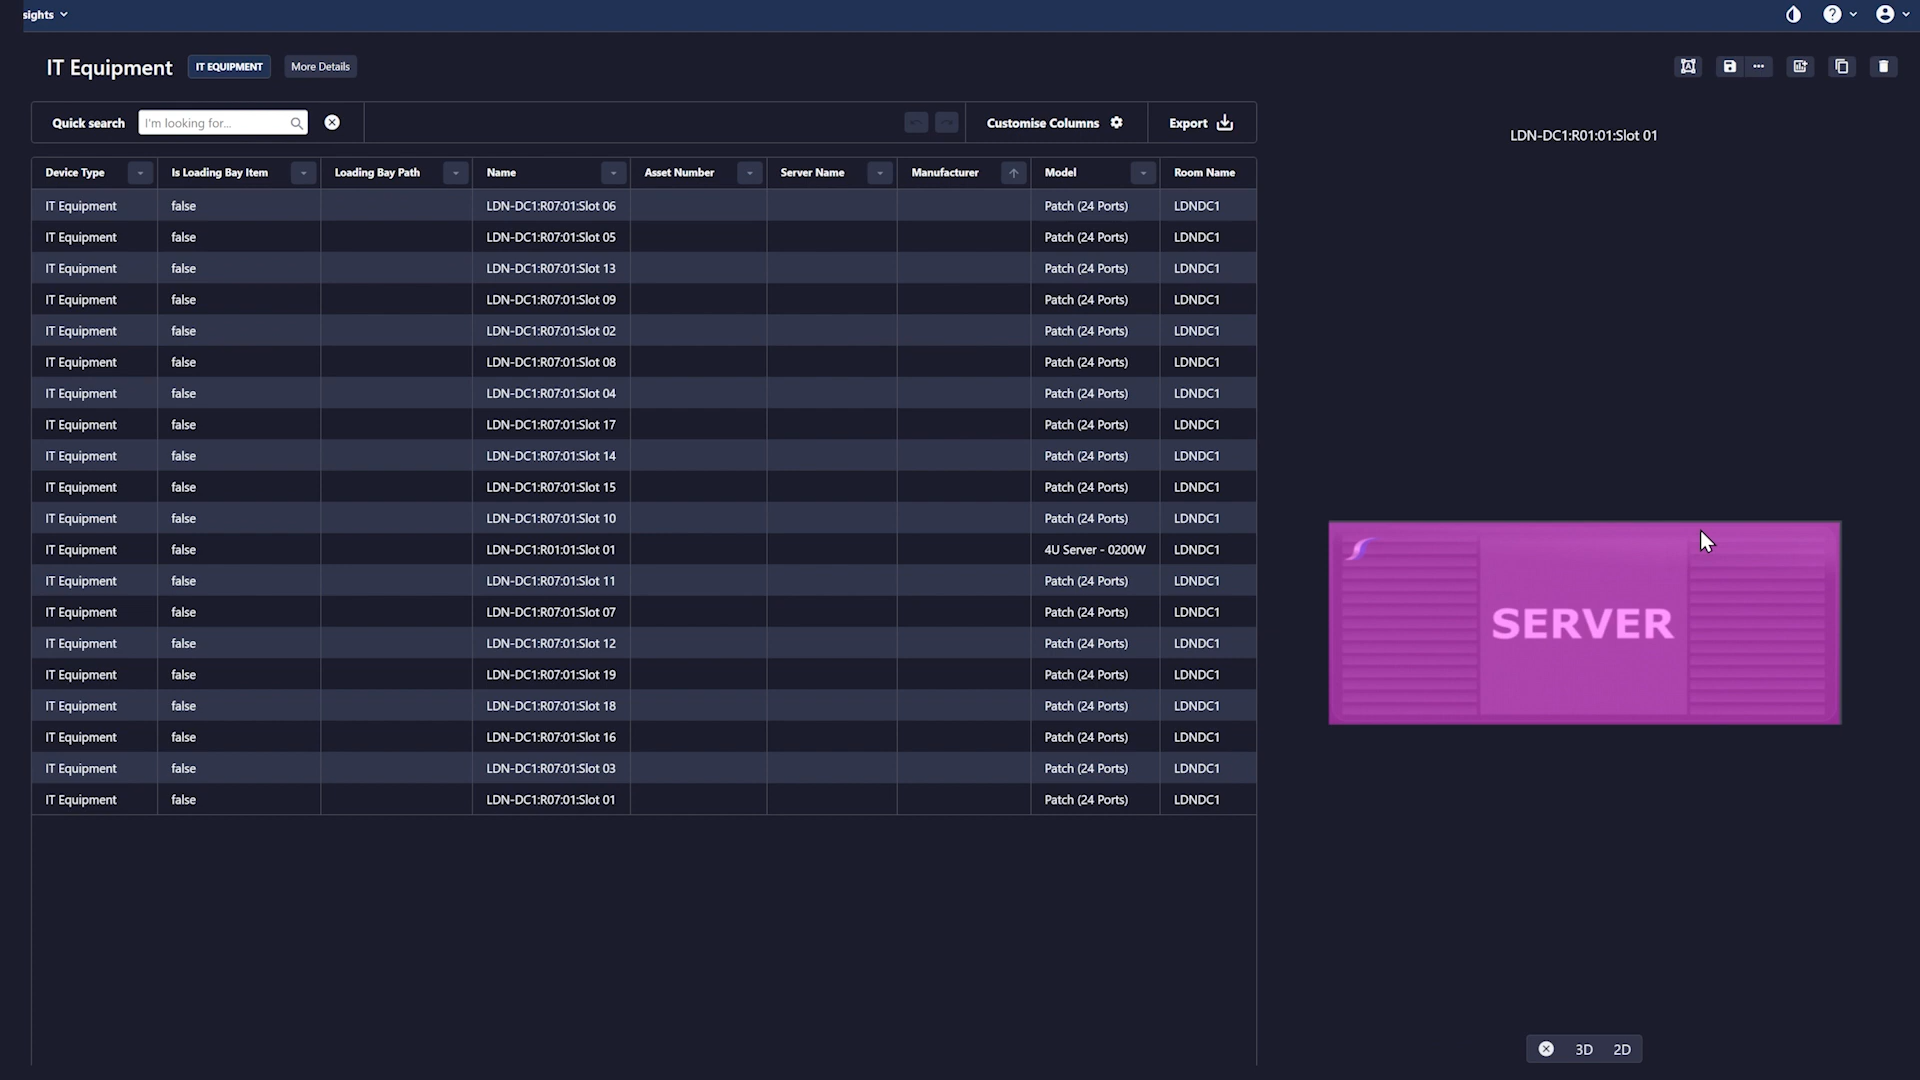 sights
IT Equipment IT EQUIPMENT More Details
Quick search I'm looking for... Customise Columns Export
LDN-DC1:R01:01:Slot 01
Device Type Is Loading Bay Item Loading Bay Path Name Asset Number Server Name Manufacturer Model Room Name
IT Equipment false LDN-DC1:R07:01:Slot 06 Patch (24 Ports) LDNDC1
IT Equipment false LDN-DC1:R07:01:Slot 05 Patch (24 Ports) LDNDC1
IT Equipment false LDN-DC1:R07:01:Slot 13 Patch (24 Ports) LDNDC1
IT Equipment false LDN-DC1:R07:01:Slot 09 Patch (24 Ports) LDNDC1
IT Equipment false LDN-DC1:R07:01:Slot 02 Patch (24 Ports) LDNDC1
IT Equipment false LDN-DC1:R07:01:Slot 08 Patch (24 Ports) LDNDC1
IT Equipment false LDN-DC1:R07:01:Slot 04 Patch (24 Ports) LDNDC1
IT Equipment false LDN-DC1:R07:01:Slot 17 Patch (24 Ports) LDNDC1
IT Equipment false LDN-DC1:R07:01:Slot 14 Patch (24 Ports) LDNDC1
IT Equipment false LDN-DC1:R07:01:Slot 15 Patch (24 Ports) LDNDC1
IT Equipment false LDN-DC1:R07:01:Slot 10 Patch (24 Ports) LDNDC1
IT Equipment false LDN-DC1:R01:01:Slot 01 4U Server - 0200W LDNDC1
IT Equipment false LDN-DC1:R07:01:Slot 11 Patch (24 Ports) LDNDC1
IT Equipment false LDN-DC1:R07:01:Slot 07 Patch (24 Ports) LDNDC1
IT Equipment false LDN-DC1:R07:01:Slot 12 Patch (24 Ports) LDNDC1
IT Equipment false LDN-DC1:R07:01:Slot 19 Patch (24 Ports) LDNDC1
IT Equipment false LDN-DC1:R07:01:Slot 18 Patch (24 Ports) LDNDC1
IT Equipment false LDN-DC1:R07:01:Slot 16 Patch (24 Ports) LDNDC1
IT Equipment false LDN-DC1:R07:01:Slot 03 Patch (24 Ports) LDNDC1
IT Equipment false LDN-DC1:R07:01:Slot 01 Patch (24 Ports) LDNDC1
SERVER
3D 2D